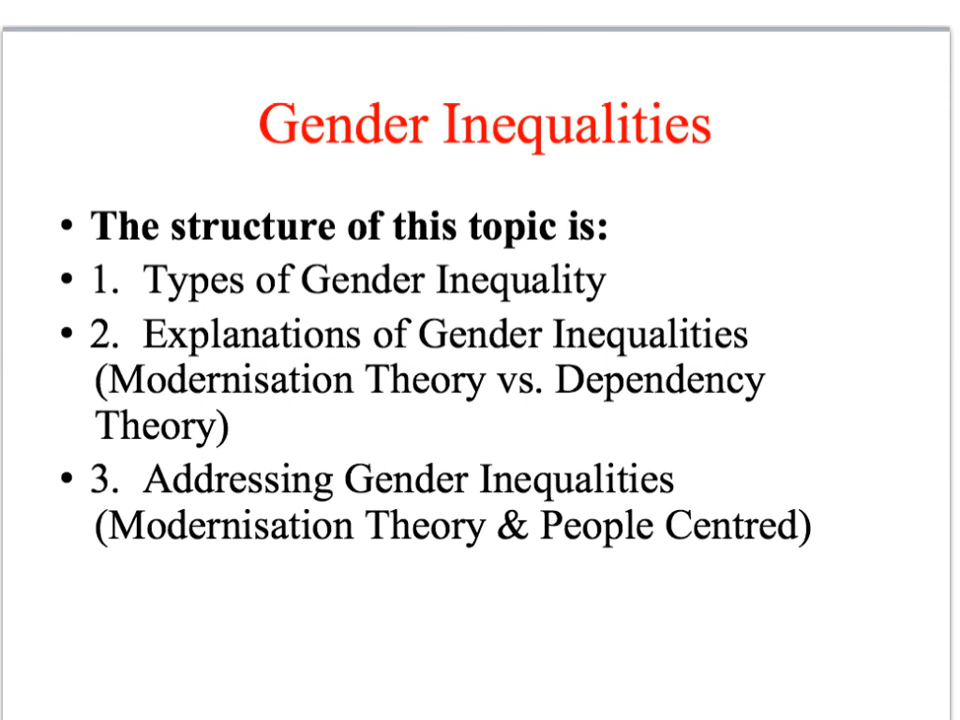 Gender Inequalities
• The structure of this topic is:
• 1. Types of Gender Inequality
• 2. Explanations of Gender Inequalities
(Modernisation Theory vs. Dependency
Theory)
• 3. Addressing Gender Inequalities
(Modernisation Theory & People Centred)